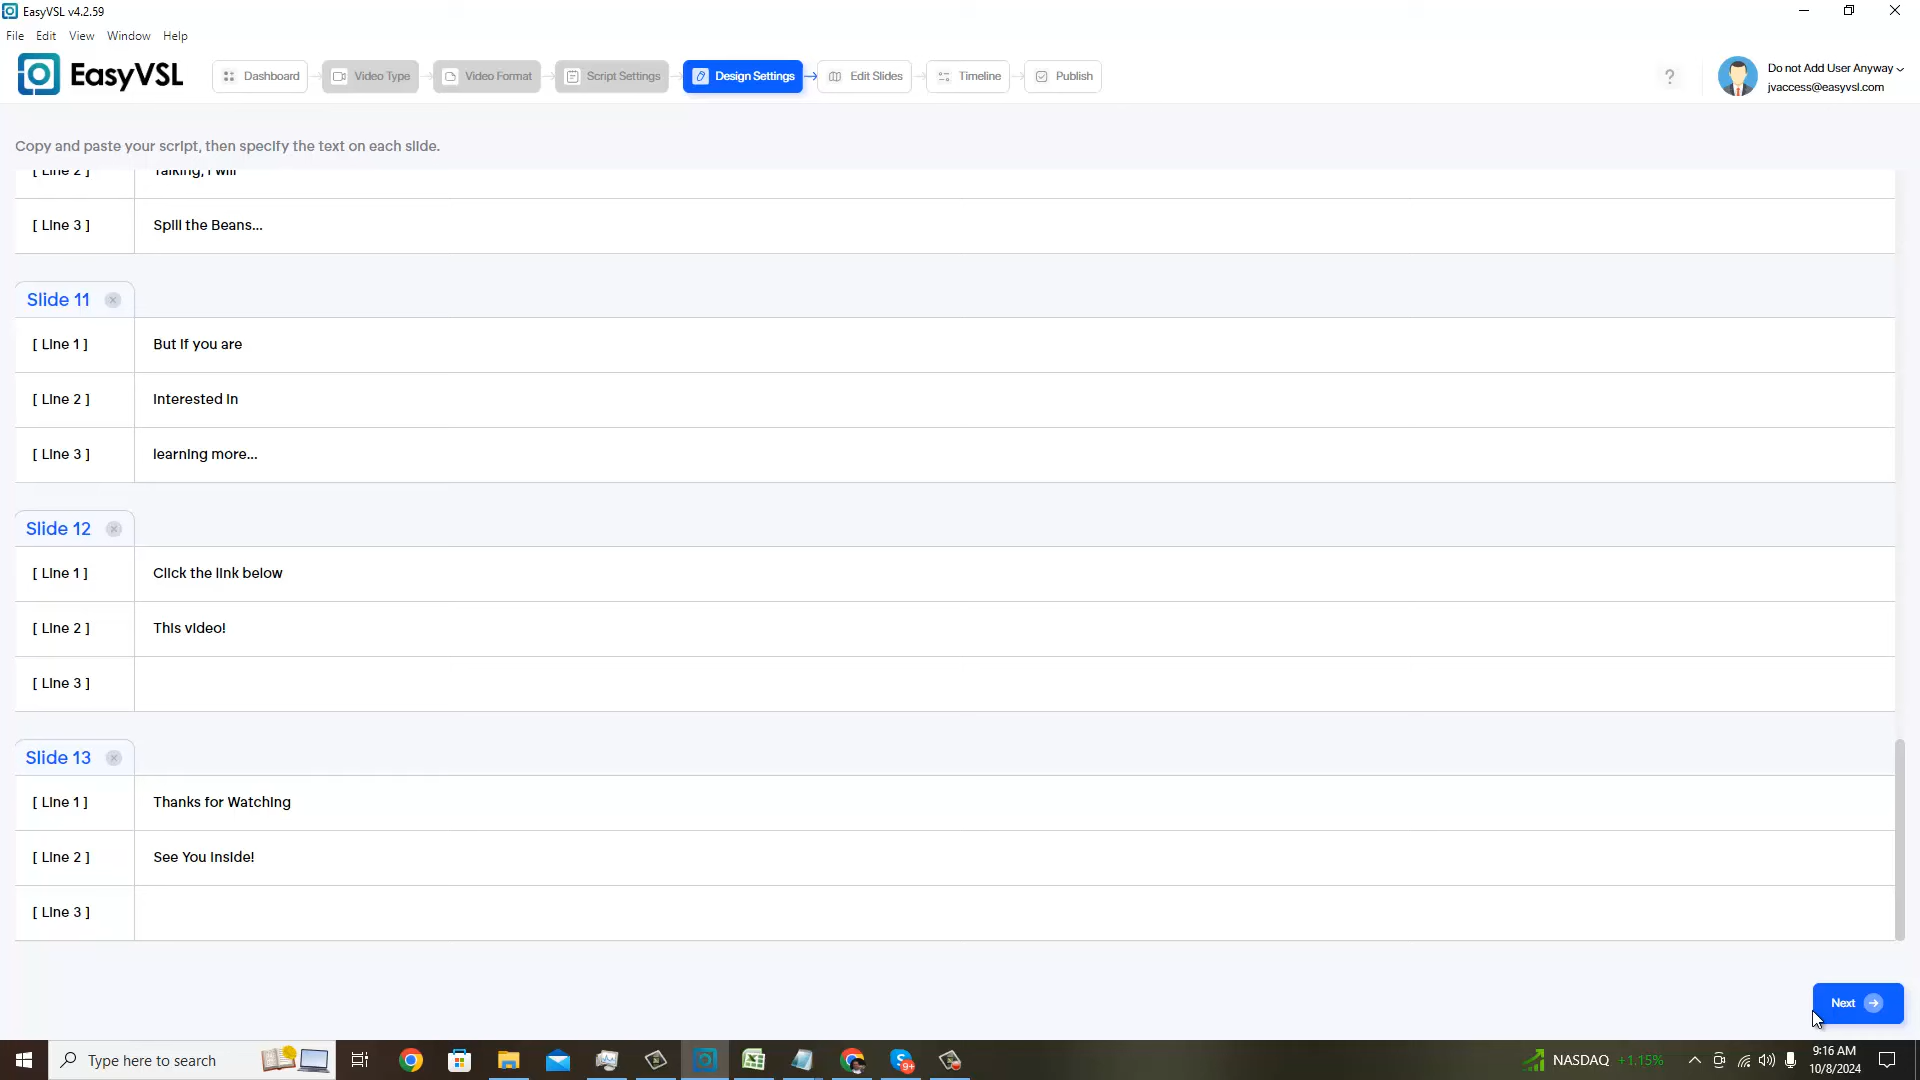 EasyVSL v4.2.59
File Edit View Window Help
EasyVSL
Dashboard Video Type Video Format Script Settings Design Settings Edit Slides Timeline Publish
?
Do not Add User Anyway
jvaccess@easyvsl.com
Copy and paste your script, then specify the text on each slide.
[ Line 2 ] Talking, I will
[ Line 3 ] Spill the Beans...
Slide 11
[ Line 1 ] But if you are
[ Line 2 ] Interested In
[ Line 3 ] learning more...
Slide 12
[ Line 1 ] Click the link below
[ Line 2 ] This video!
[ Line 3 ]
Slide 13
[ Line 1 ] Thanks for Watching
[ Line 2 ] See You Inside!
[ Line 3 ]
Next
Type here to search
9+
NASDAQ +1.15%
9:16 AM
10/8/2024